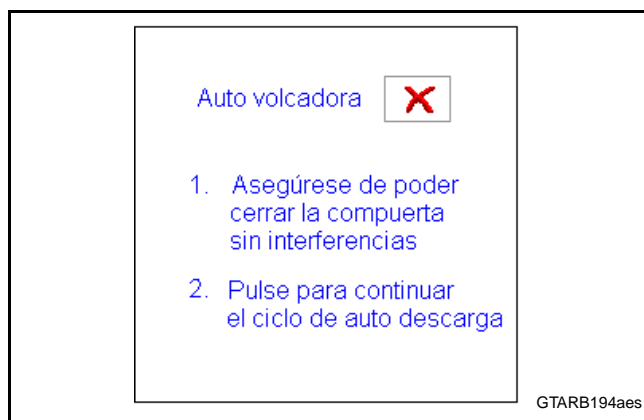 Auto volcadora
1. Asegúrese de poder
cerrar la compuerta
sin interferencias
2. Pulse para continuar
el ciclo de auto descarga
GTARB194aes